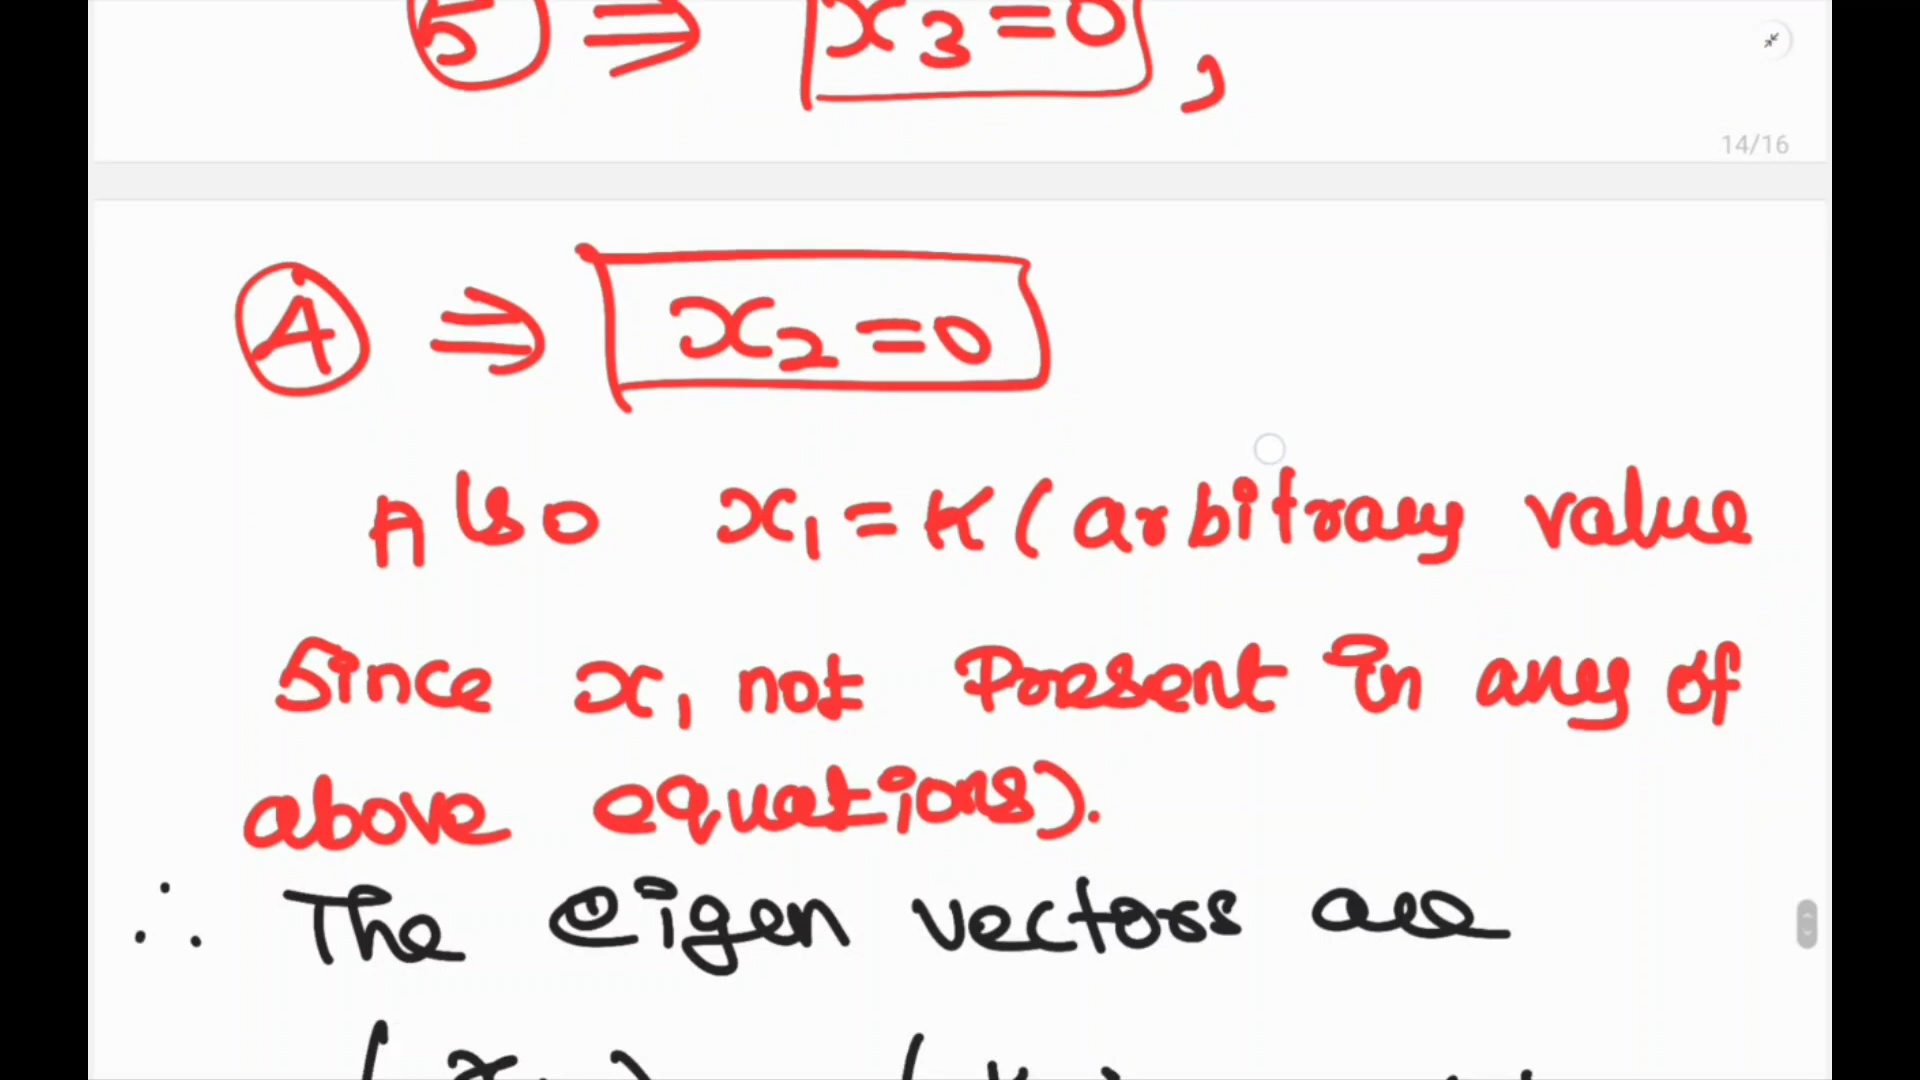 5 ⇒ x₃=0 ,
14/16
4 ⇒ x₂=0
Also x₁=K (arbitrary value
Since x₁ not Present in any of
above equations).
∴ The eigen vectors are